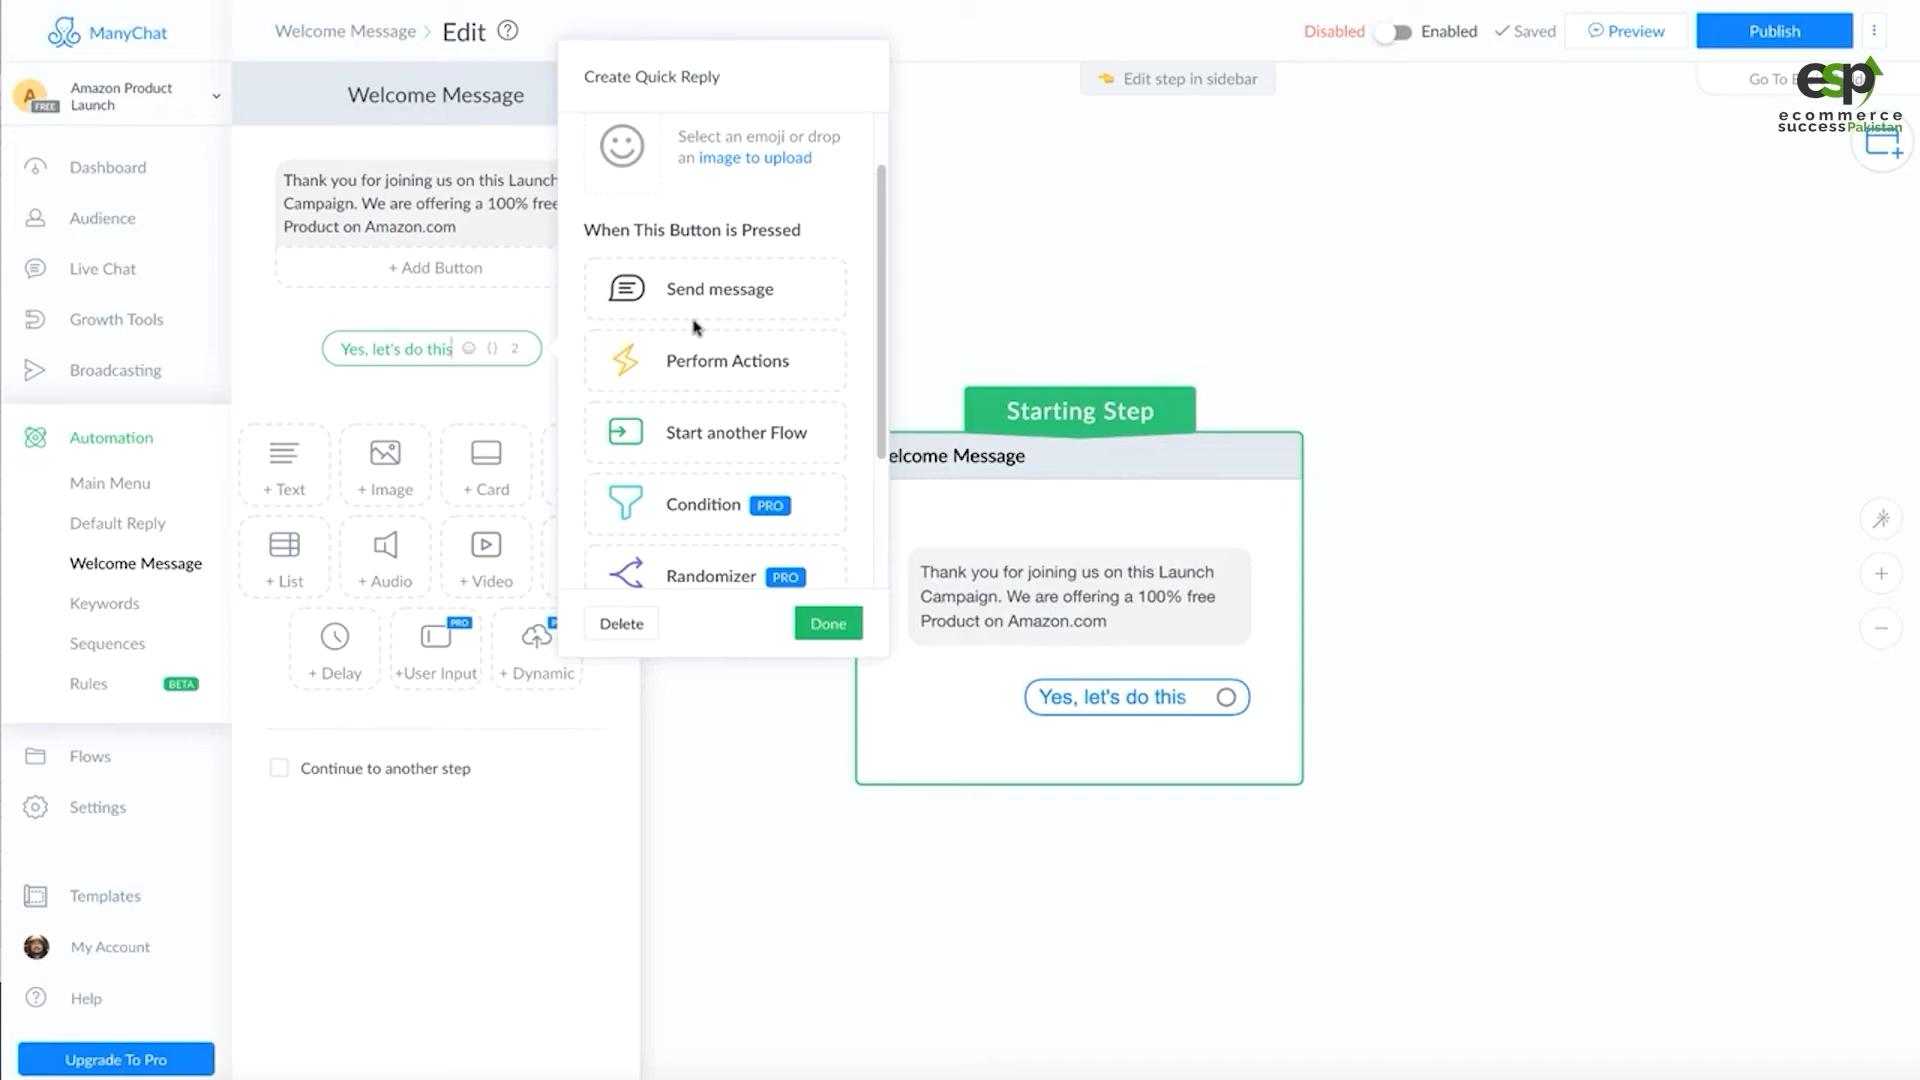 ManyChat
Welcome Message > Edit
Disabled
Enabled
Saved
Preview
Publish
Amazon Product
Launch
FREE
Dashboard
Audience
Live Chat
Growth Tools
Broadcasting
Automation
Main Menu
Default Reply
Welcome Message
Keywords
Sequences
Rules
BETA
Flows
Settings
Templates
My Account
Help
Upgrade To Pro
Welcome Message
Thank you for joining us on this Launch
Campaign. We are offering a 100% free
Product on Amazon.com
+ Add Button
Yes, let's do this
2
+ Text
+ Image
+ Card
+ List
+ Audio
+ Video
+ Delay
PRO
+User Input
+ Dynamic
Continue to another step
Create Quick Reply
Select an emoji or drop
an image to upload
When This Button is Pressed
Send message
Perform Actions
Start another Flow
Condition PRO
Randomizer PRO
Delete
Done
Edit step in sidebar
Go To
esp
ecommerce
success Pakistan
Starting Step
elcome Message
Thank you for joining us on this Launch
Campaign. We are offering a 100% free
Product on Amazon.com
Yes, let's do this